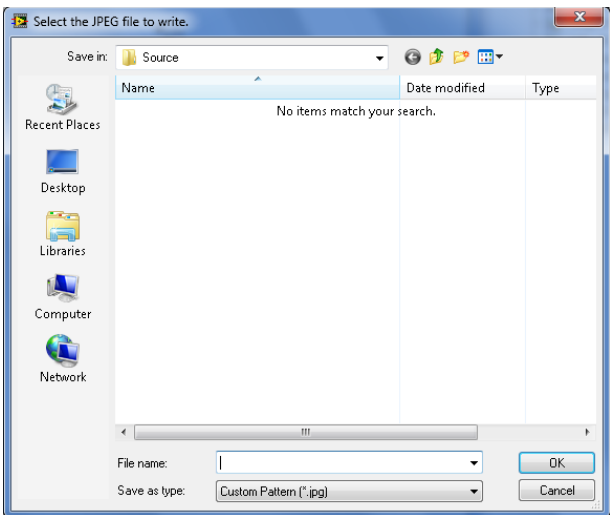 Select the JPEG file to write.
Save in: Source
Name Date modified Type
No items match your search.
Recent Places
Desktop
Libraries
Computer
Network
File name: OK
Save as type: Custom Pattern (*.jpg) Cancel